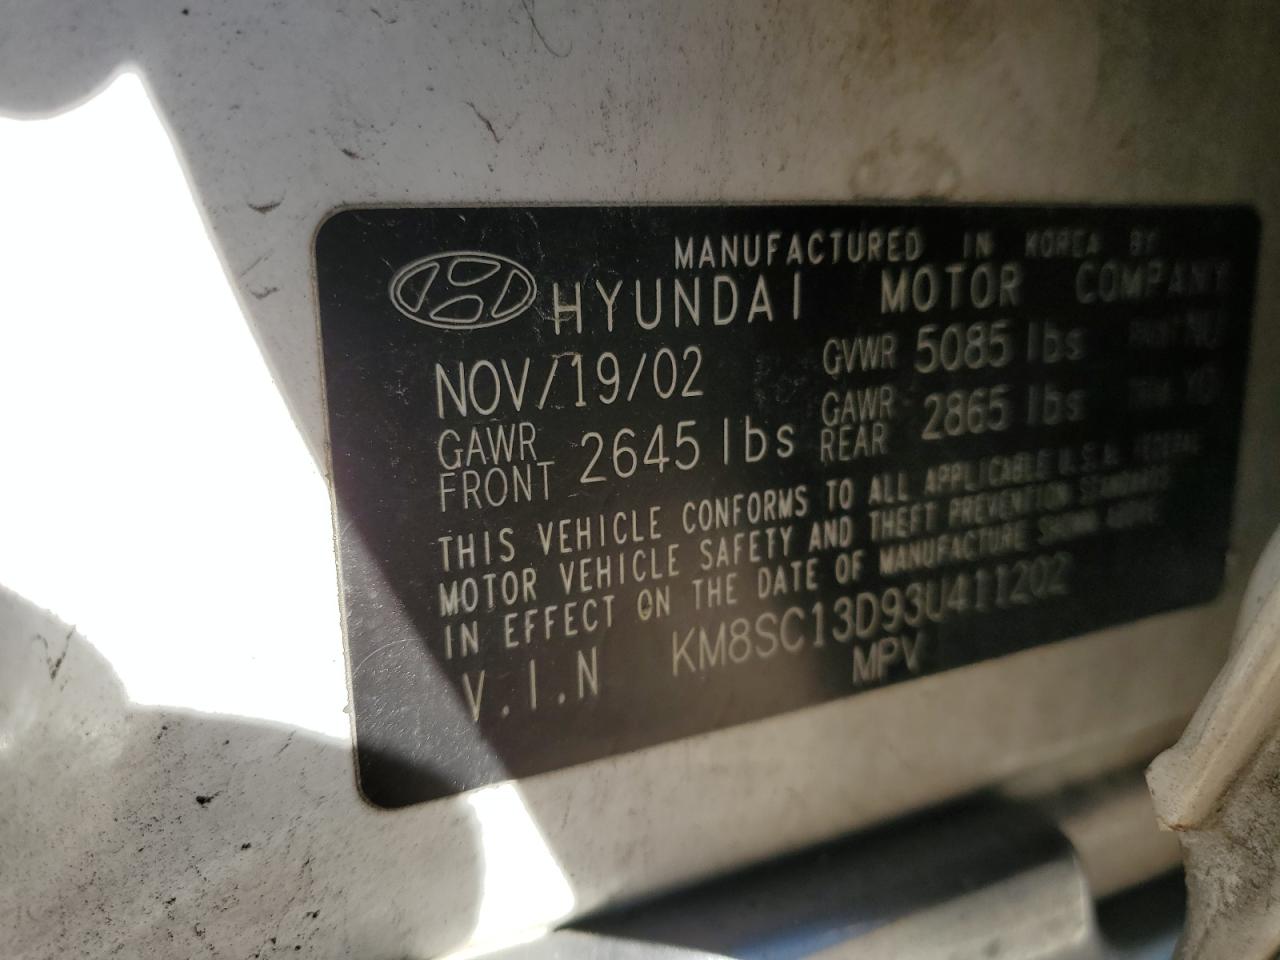 MANUFACTURED IN KOREA BY
HYUNDAI MOTOR COMPANY
NOV/19/02 GVWR 5085 lbs
GAWR FRONT 2645 lbs GAWR REAR 2865 lbs
THIS VEHICLE CONFORMS TO ALL APPLICABLE U.S.A. FEDERAL
MOTOR VEHICLE SAFETY AND THEFT PREVENTION STANDARDS
IN EFFECT ON THE DATE OF MANUFACTURE SHOWN ABOVE
V.I.N KM8SC13D93U411202
MPV